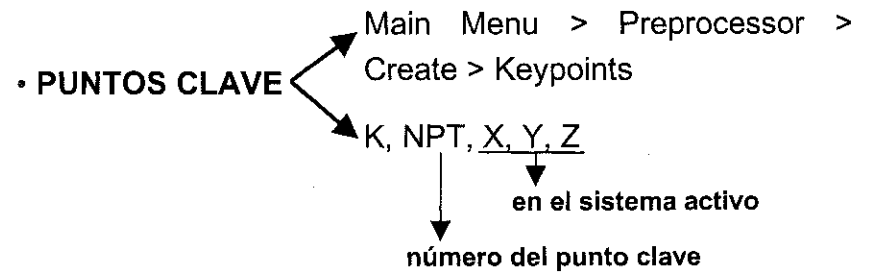 Main Menu > Preprocessor >
Create > Keypoints
• PUNTOS CLAVE
K, NPT, X, Y, Z
en el sistema activo
número del punto clave